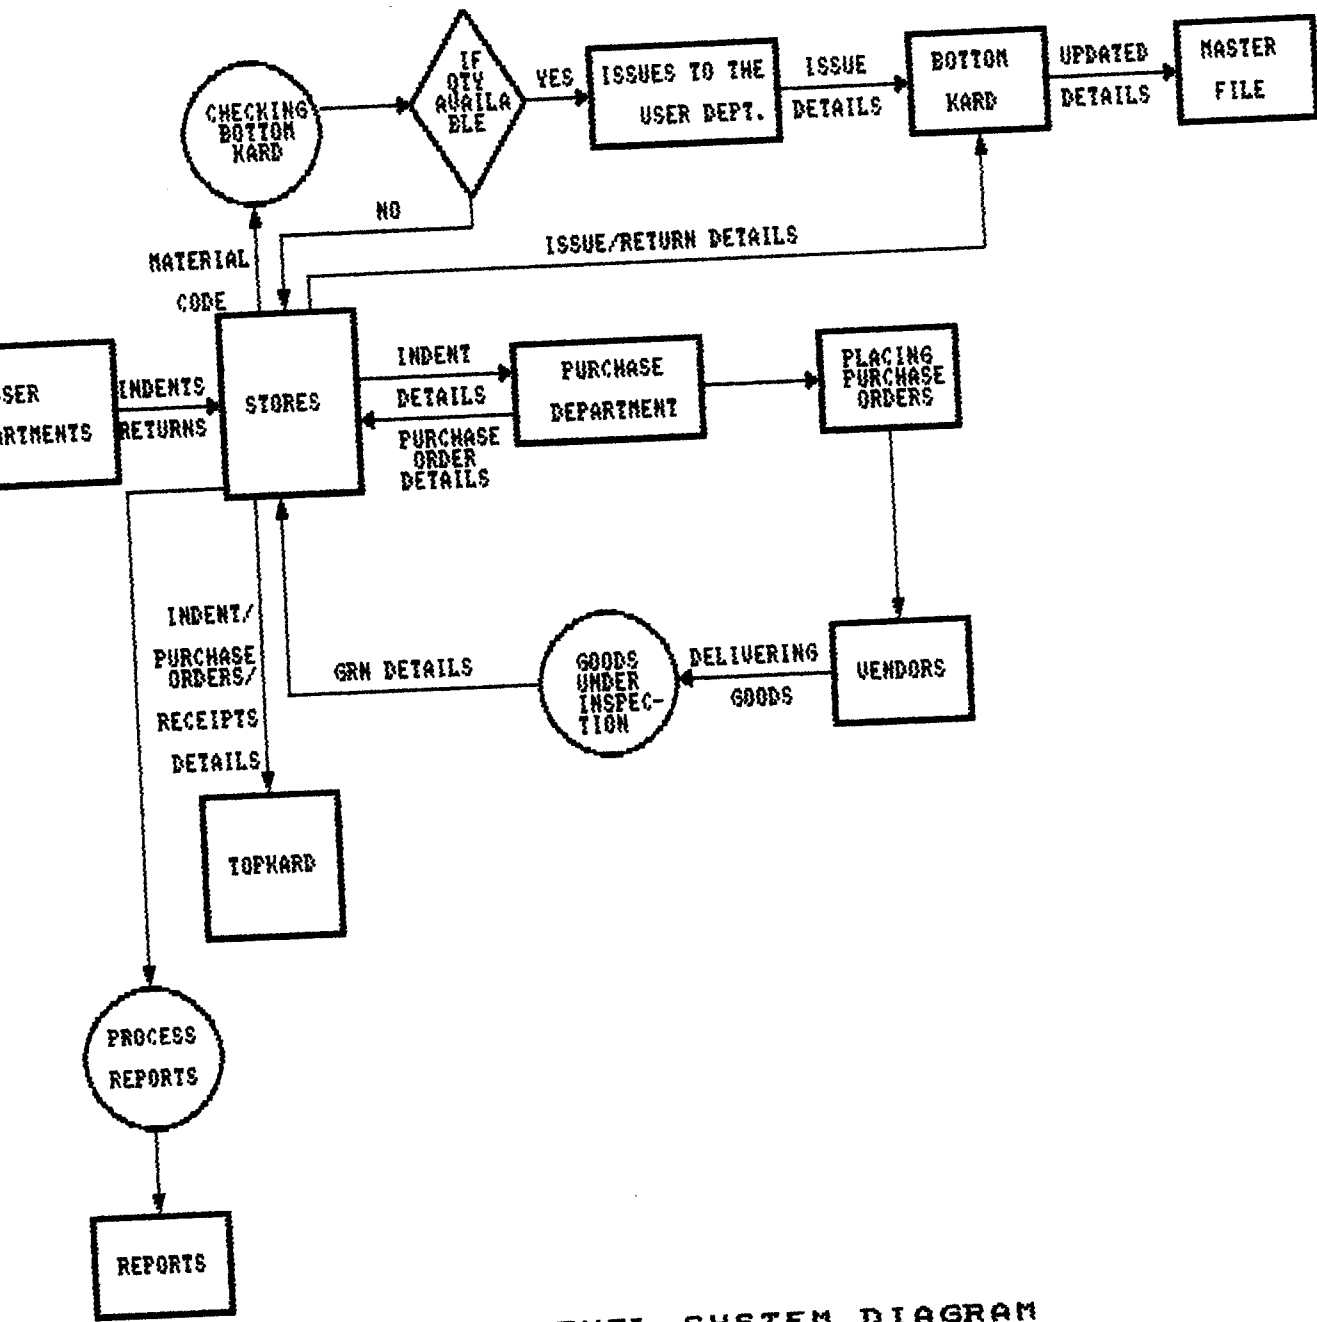 IF
QTY
AVAILA
BLE
CHECKING
BOTTOM
KARD
YES
ISSUES TO THE
USER DEPT.
ISSUE
DETAILS
BOTTOM
KARD
UPDATED
DETAILS
MASTER
FILE
NO
ISSUE/RETURN DETAILS
MATERIAL
CODE
SER
ARTMENTS
INDENTS
RETURNS
STORES
INDENT
DETAILS
PURCHASE
ORDER
DETAILS
PURCHASE
DEPARTMENT
PLACING
PURCHASE
ORDERS
INDENT/
PURCHASE
ORDERS/
RECEIPTS
DETAILS
GRN DETAILS
GOODS
UNDER
INSPEC-
TION
DELIVERING
GOODS
VENDORS
TOPKARD
PROCESS
REPORTS
REPORTS
SYSTEM DIAGRAM